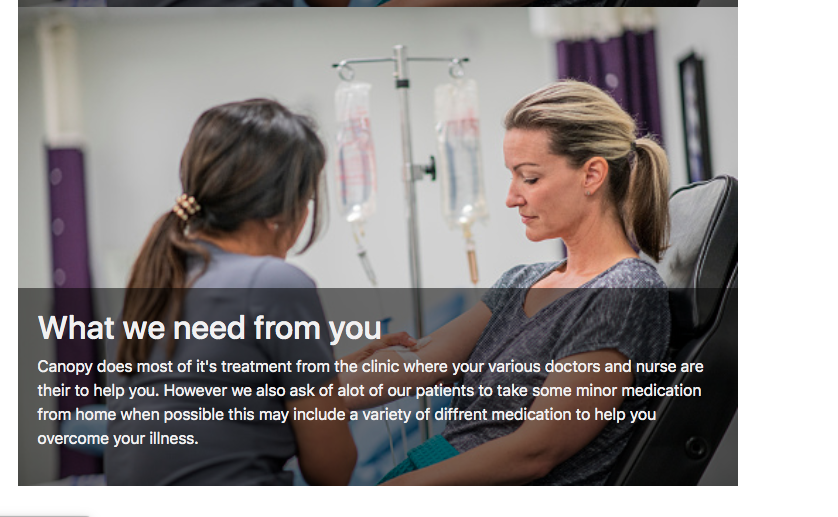 What we need from you
Canopy does most of it's treatment from the clinic where your various doctors and nurse are
their to help you. However we also ask of alot of our patients to take some minor medication
from home when possible this may include a variety of diffrent medication to help you
overcome your illness.